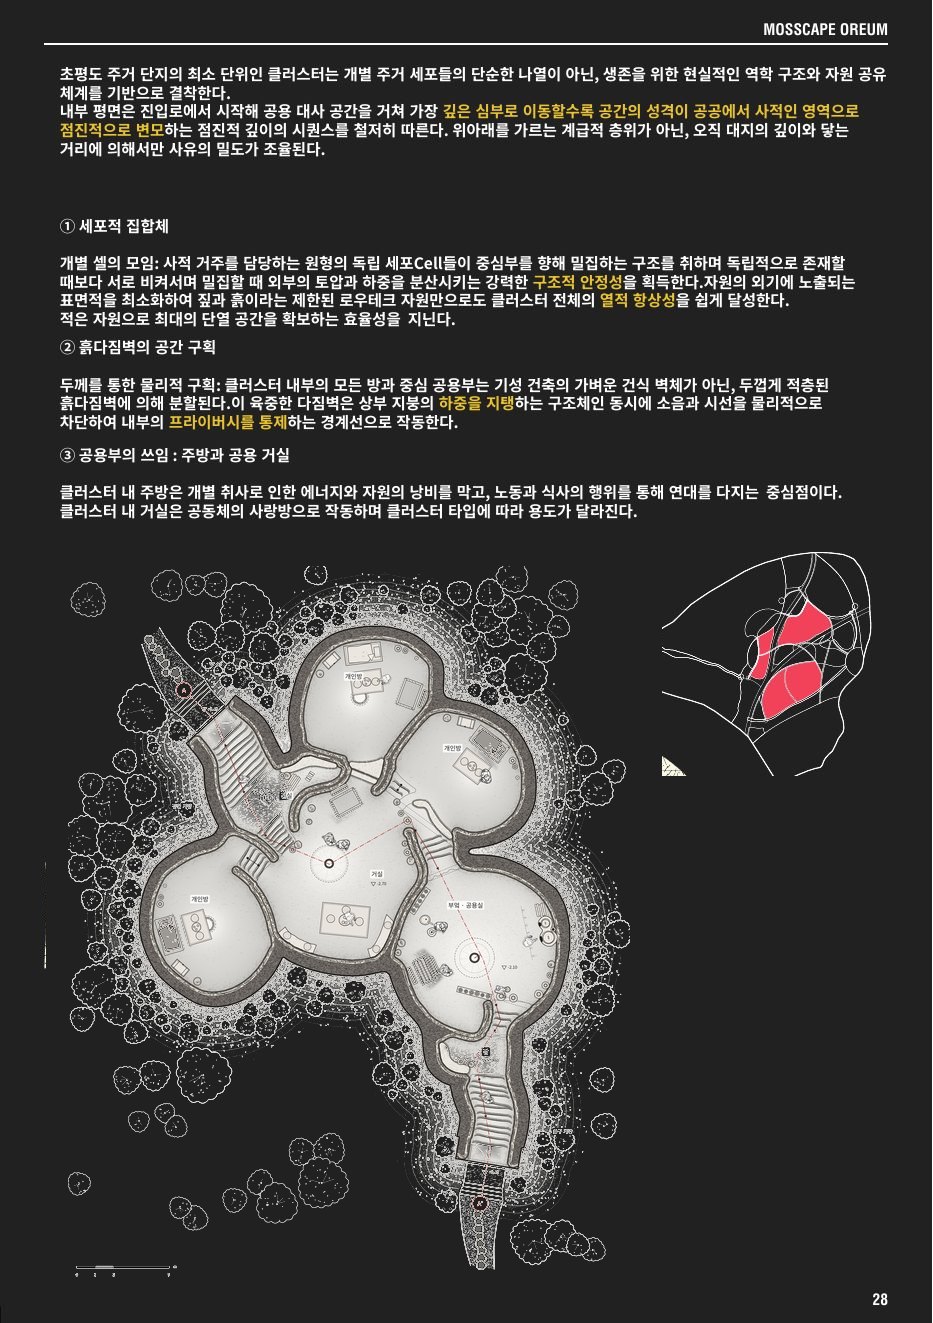 MOSSCAPE OREUM
초평도 주거 단지의 최소 단위인 클러스터는 개별 주거 세포들의 단순한 나열이 아닌, 생존을 위한 현실적인 역학 구조와 자원 공유
체계를 기반으로 결착한다.
내부 평면은 진입로에서 시작해 공용 대사 공간을 거쳐 가장 깊은 심부로 이동할수록 공간의 성격이 공공에서 사적인 영역으로
점진적으로 변모하는 점진적 깊이의 시퀀스를 철저히 따른다. 위아래를 가르는 계급적 층위가 아닌, 오직 대지의 깊이와 닿는
거리에 의해서만 사유의 밀도가 조율된다.
① 세포적 집합체
개별 셀의 모임: 사적 거주를 담당하는 원형의 독립 세포Cell들이 중심부를 향해 밀집하는 구조를 취하며 독립적으로 존재할
때보다 서로 비켜서며 밀집할 때 외부의 토압과 하중을 분산시키는 강력한 구조적 안정성을 획득한다.자원의 외기에 노출되는
표면적을 최소화하여 짚과 흙이라는 제한된 로우테크 자원만으로도 클러스터 전체의 열적 항상성을 쉽게 달성한다.
적은 자원으로 최대의 단열 공간을 확보하는 효율성을 지닌다.
② 흙다짐벽의 공간 구획
두께를 통한 물리적 구획: 클러스터 내부의 모든 방과 중심 공용부는 기성 건축의 가벼운 건식 벽체가 아닌, 두껍게 적층된
흙다짐벽에 의해 분할된다.이 육중한 다짐벽은 상부 지붕의 하중을 지탱하는 구조체인 동시에 소음과 시선을 물리적으로
차단하여 내부의 프라이버시를 통제하는 경계선으로 작동한다.
③ 공용부의 쓰임 : 주방과 공용 거실
클러스터 내 주방은 개별 취사로 인한 에너지와 자원의 낭비를 막고, 노동과 식사의 행위를 통해 연대를 다지는 중심점이다.
클러스터 내 거실은 공동체의 사랑방으로 작동하며 클러스터 타입에 따라 용도가 달라진다.
개인방
A
개인방
거실
개인방
부엌 · 공용실
-2.10
A'
28